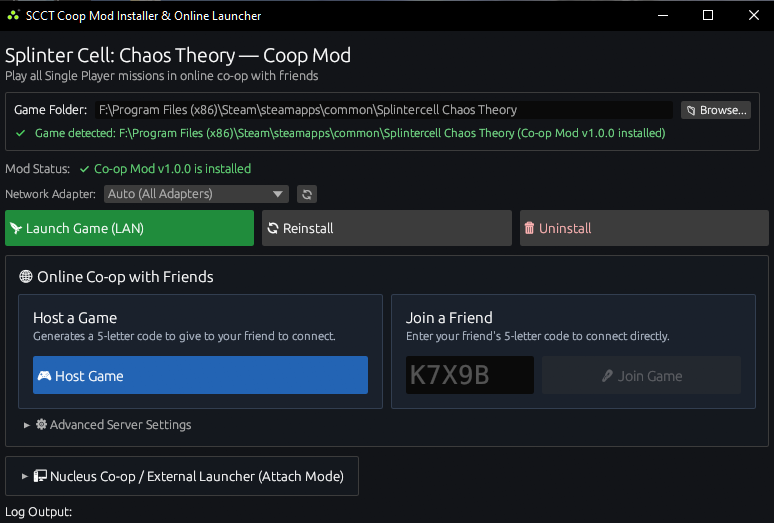 SCCT Coop Mod Installer & Online Launcher
Splinter Cell: Chaos Theory — Coop Mod
Play all Single Player missions in online co-op with friends
Game Folder: F:\Program Files (x86)\Steam\steamapps\common\Splintercell Chaos Theory Browse...
✓ Game detected: F:\Program Files (x86)\Steam\steamapps\common\Splintercell Chaos Theory (Co-op Mod v1.0.0 installed)
Mod Status: ✓ Co-op Mod v1.0.0 is installed
Network Adapter: Auto (All Adapters)
Launch Game (LAN) Reinstall Uninstall
Online Co-op with Friends
Host a Game
Generates a 5-letter code to give to your friend to connect.
Host Game
Join a Friend
Enter your friend's 5-letter code to connect directly.
K7X9B Join Game
Advanced Server Settings
Nucleus Co-op / External Launcher (Attach Mode)
Log Output: